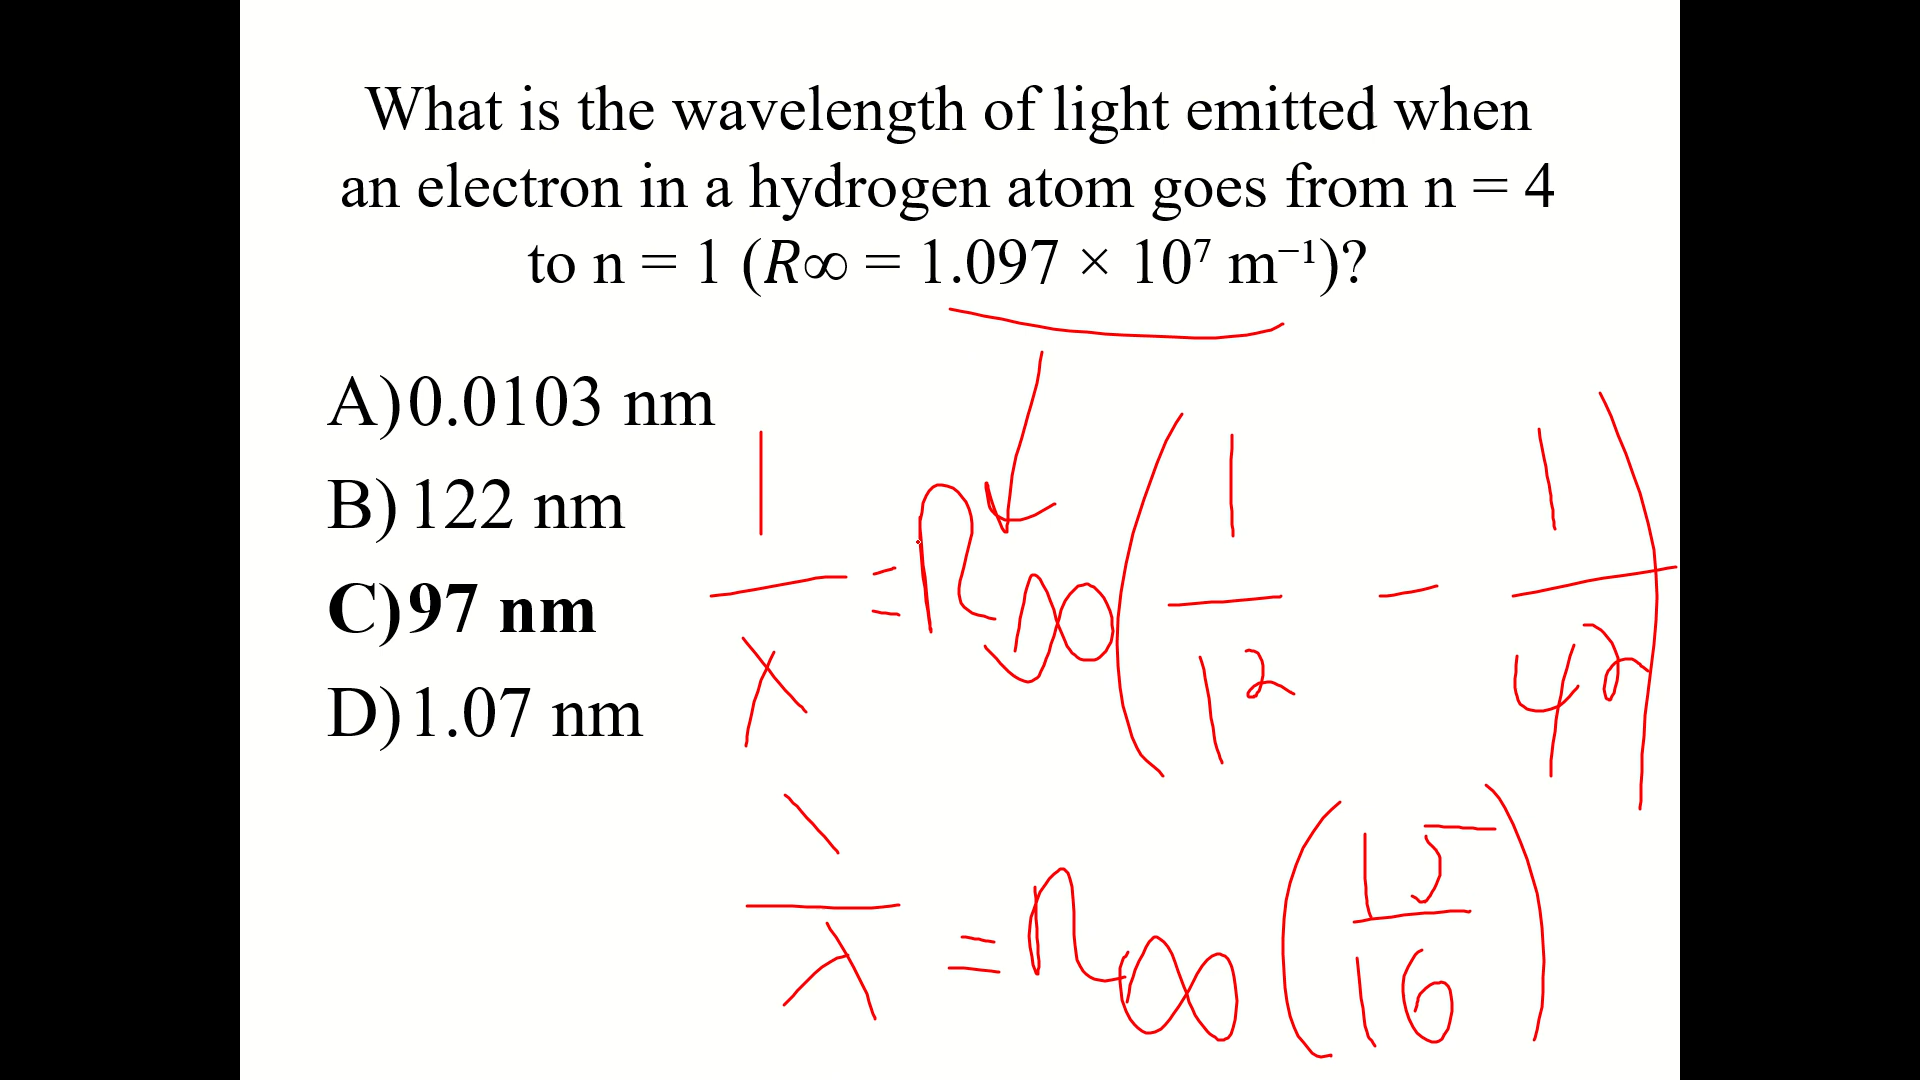 What is the wavelength of light emitted when
an electron in a hydrogen atom goes from n = 4
to n = 1 (R∞ = 1.097 × 10⁷ m⁻¹)?
A) 0.0103 nm
B) 122 nm
C) 97 nm
D) 1.07 nm
1/λ = R∞ (1/1² − 1/4²)
1/λ = R∞ (15/16)